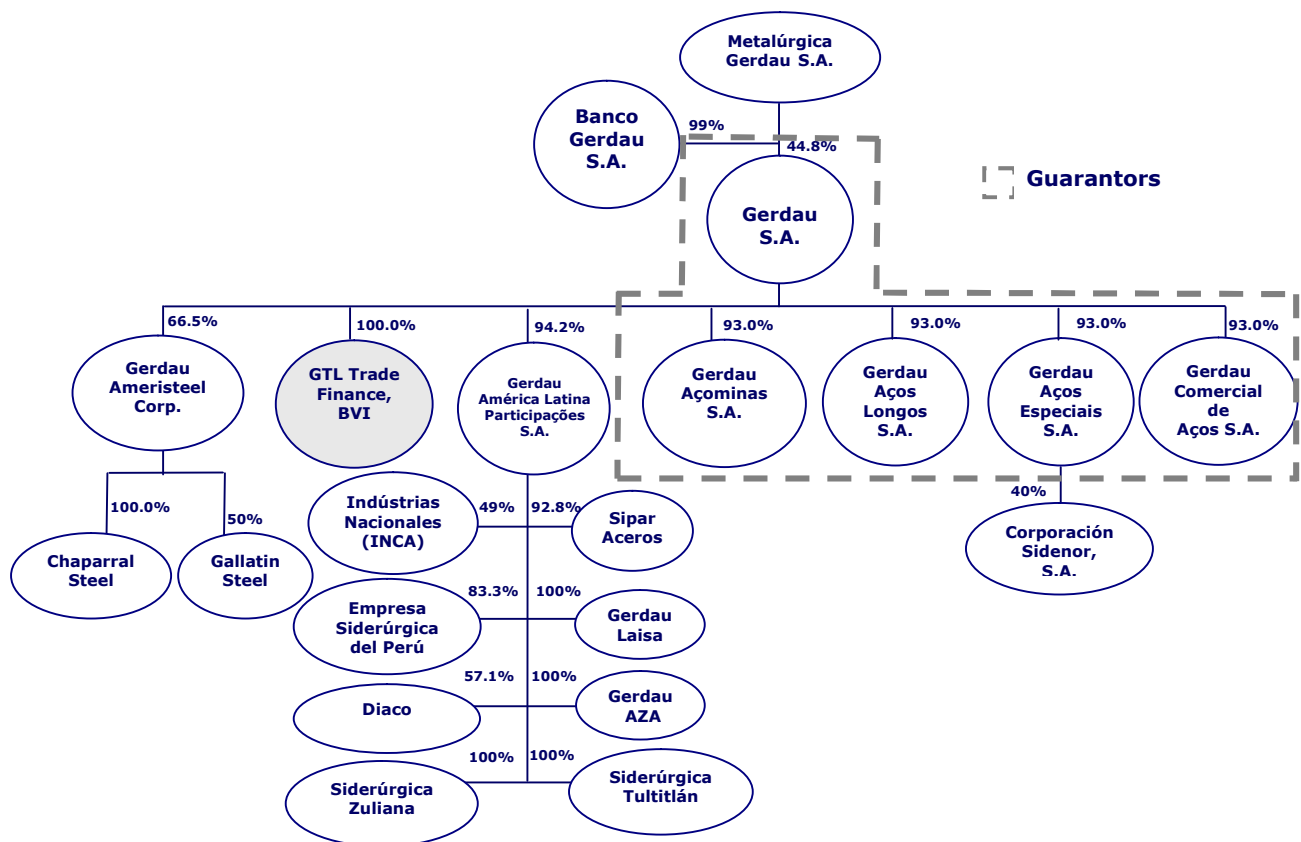 Metalúrgica
Gerdau S.A.
Banco
Gerdau
S.A.
99%
44.8%
Guarantors
Gerdau
S.A.
66.5%
100.0%
94.2%
93.0%
93.0%
93.0%
93.0%
Gerdau
Ameristeel
Corp.
GTL Trade
Finance,
BVI
Gerdau
América Latina
Participações
S.A.
Gerdau
Açominas
S.A.
Gerdau
Aços
Longos
S.A.
Gerdau
Aços
Especiais
S.A.
Gerdau
Comercial
de
Aços S.A.
100.0%
50%
Chaparral
Steel
Gallatin
Steel
Indústrias
Nacionales
(INCA)
49%
92.8%
Sipar
Aceros
40%
Corporación
Sidenor,
S.A.
Empresa
Siderúrgica
del Perú
83.3%
100%
Gerdau
Laisa
Diaco
57.1%
100%
Gerdau
AZA
Siderúrgica
Zuliana
100%
100%
Siderúrgica
Tultitlán